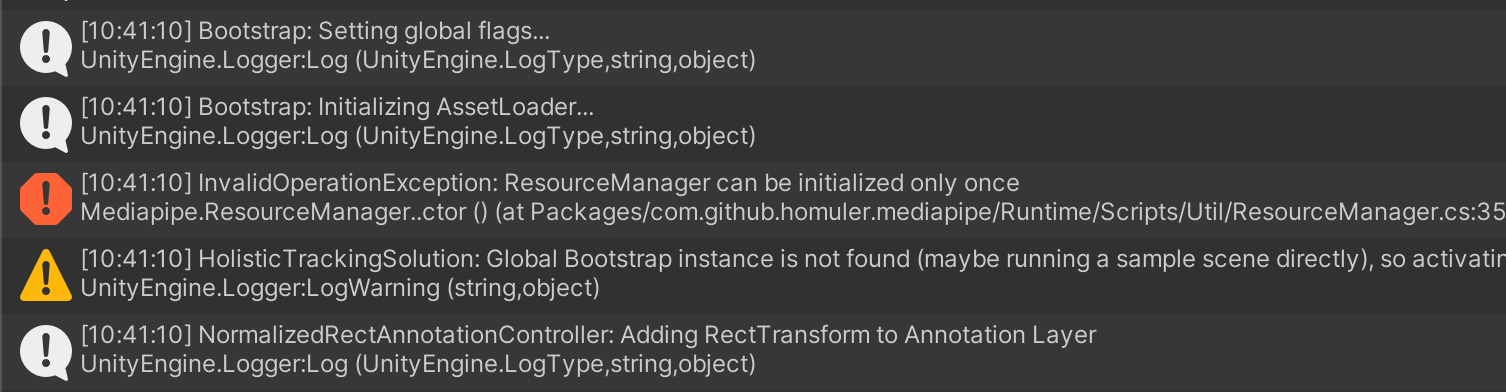 [10:41:10] Bootstrap: Setting global flags...
UnityEngine.Logger:Log (UnityEngine.LogType,string,object)
[10:41:10] Bootstrap: Initializing AssetLoader...
UnityEngine.Logger:Log (UnityEngine.LogType,string,object)
[10:41:10] InvalidOperationException: ResourceManager can be initialized only once
Mediapipe.ResourceManager..ctor () (at Packages/com.github.homuler.mediapipe/Runtime/Scripts/Util/ResourceManager.cs:35
[10:41:10] HolisticTrackingSolution: Global Bootstrap instance is not found (maybe running a sample scene directly), so activatin
UnityEngine.Logger:LogWarning (string,object)
[10:41:10] NormalizedRectAnnotationController: Adding RectTransform to Annotation Layer
UnityEngine.Logger:Log (UnityEngine.LogType,string,object)